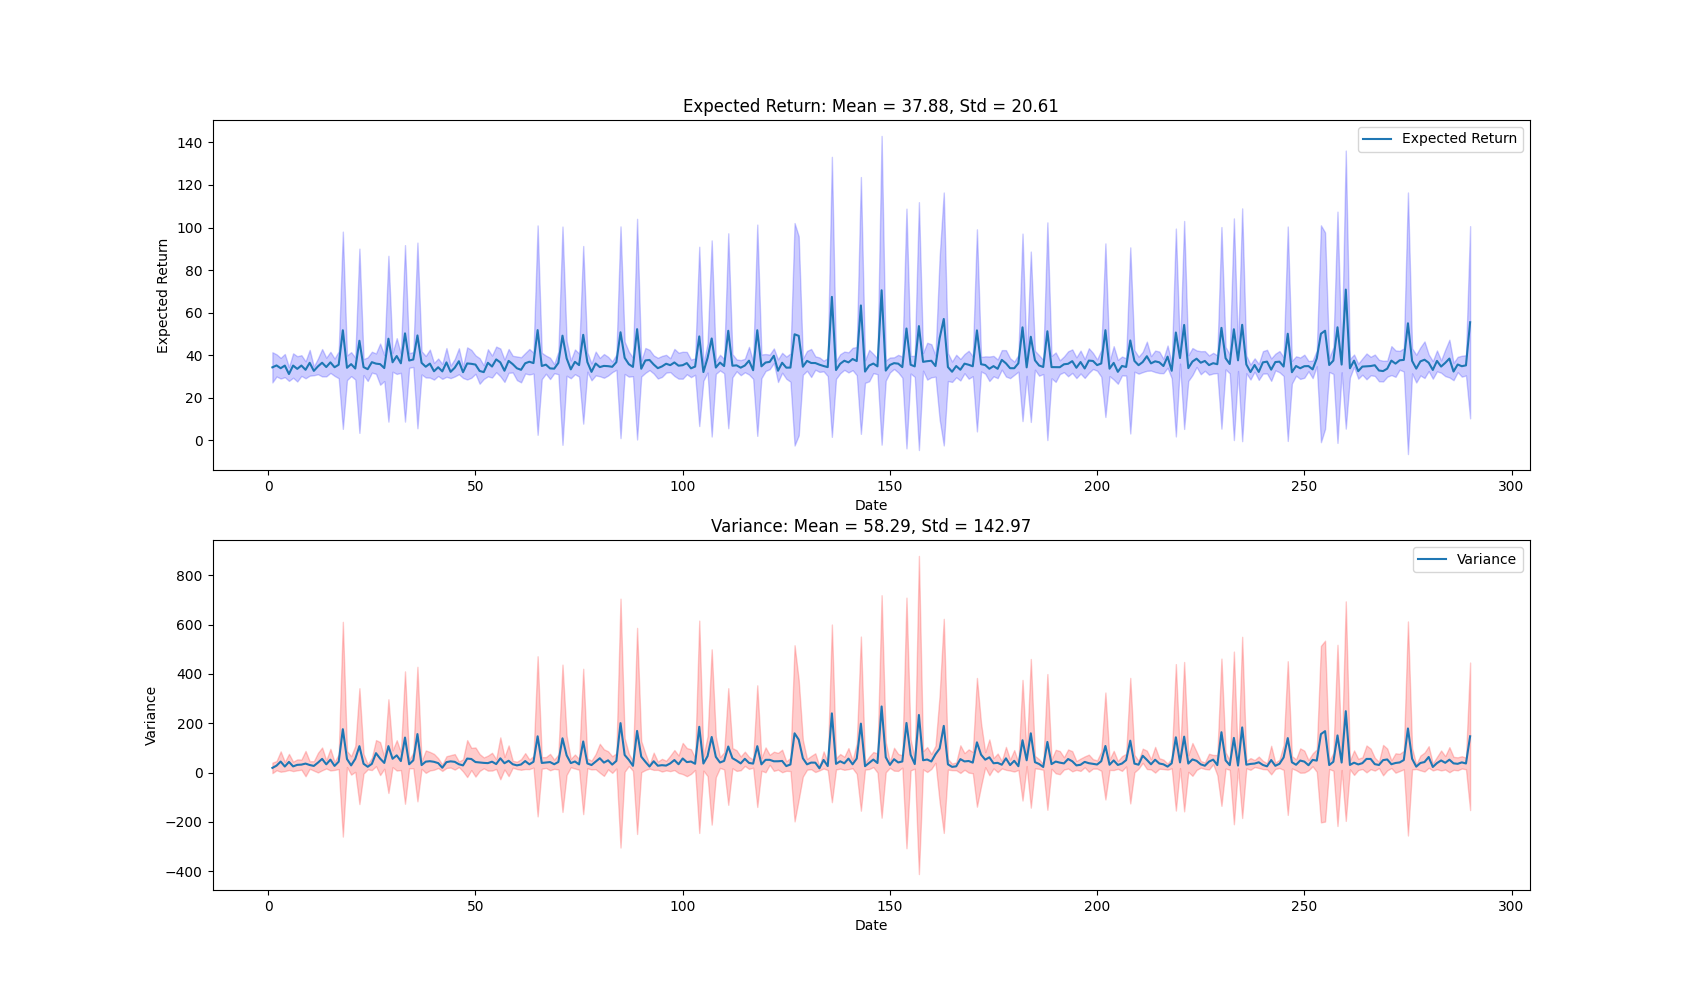 Expected Return: Mean = 37.88, Std = 20.61
Expected Return
140
120
100
80
60
40
20
0
Expected Return
0 50 100 150 200 250 300
Date
Variance: Mean = 58.29, Std = 142.97
Variance
800
600
400
200
0
−200
−400
Variance
0 50 100 150 200 250 300
Date